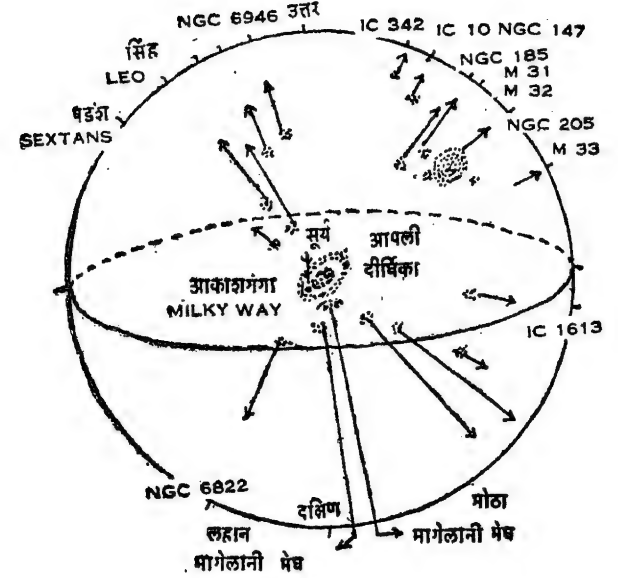 NGC 6946 उत्तर
IC 342 IC 10 NGC 147
सिंह
LEO
NGC 185
M 31
M 32
षडंश
SEXTANS
NGC 205
M 33
सूर्य आपली
दीर्घिका
आकाशगंगा
MILKY WAY
IC 1613
NGC 6822
दक्षिण
मोठा
मागेलानी मेघ
लहान
मागेलानी मेघ